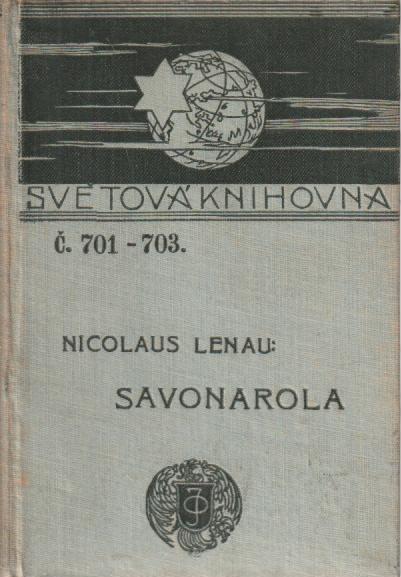 SVĚTOVÁ KNIHOVNA
Č. 701 - 703.
NICOLAUS LENAU:
SAVONAROLA